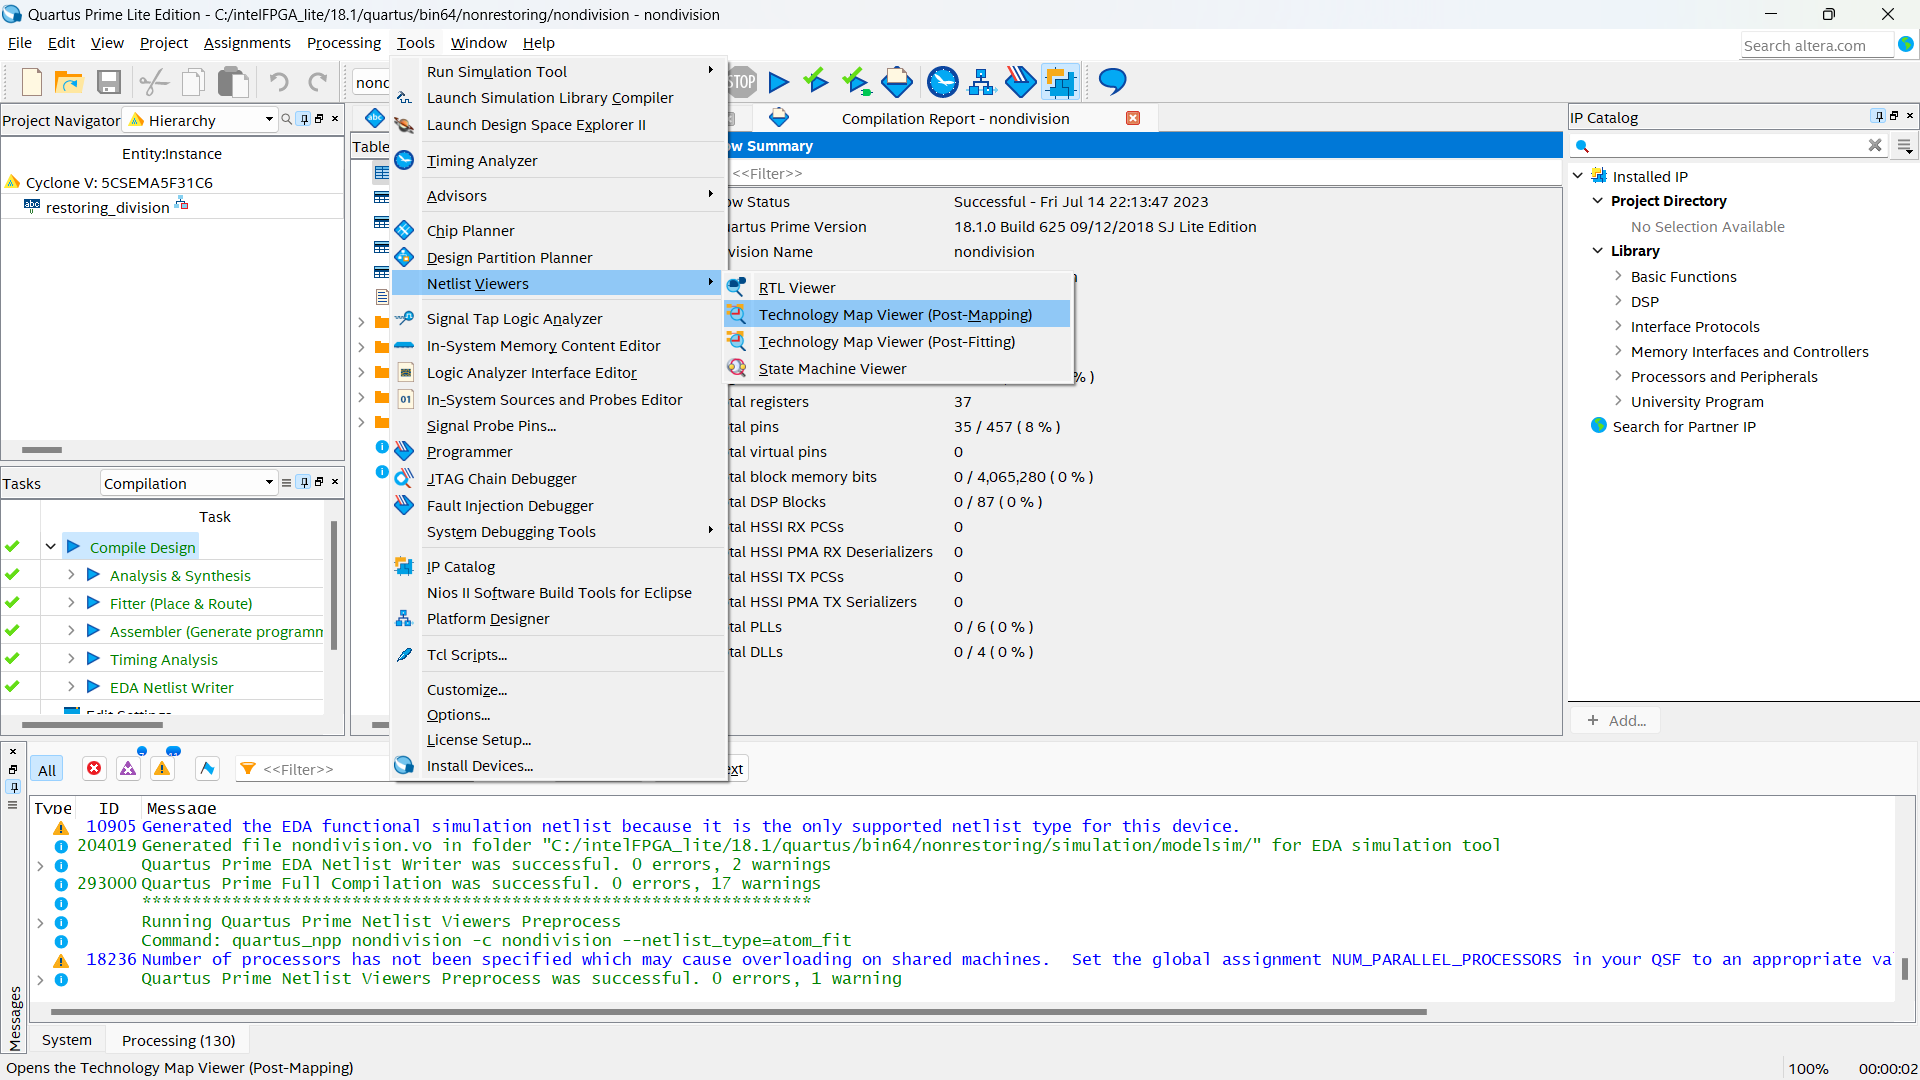 Quartus Prime Lite Edition - C:/intelFPGA_lite/18.1/quartus/bin64/nonrestoring/nondivision - nondivision
File Edit View Project Assignments Processing Tools Window Help
Search altera.com
nond
STOP
Project Navigator Hierarchy
Entity:Instance
Cyclone V: 5CSEMA5F31C6
restoring_division
Tasks Compilation
Task
Compile Design
Analysis & Synthesis
Fitter (Place & Route)
Assembler (Generate programm
Timing Analysis
EDA Netlist Writer
Edit Settings
Table
Run Simulation Tool
Launch Simulation Library Compiler
Launch Design Space Explorer II
Timing Analyzer
Advisors
Chip Planner
Design Partition Planner
Netlist Viewers
Signal Tap Logic Analyzer
In-System Memory Content Editor
Logic Analyzer Interface Editor
In-System Sources and Probes Editor
Signal Probe Pins...
Programmer
JTAG Chain Debugger
Fault Injection Debugger
System Debugging Tools
IP Catalog
Nios II Software Build Tools for Eclipse
Platform Designer
Tcl Scripts...
Customize...
Options...
License Setup...
Install Devices...
RTL Viewer
Technology Map Viewer (Post-Mapping)
Technology Map Viewer (Post-Fitting)
State Machine Viewer
Compilation Report - nondivision
ow Summary
<<Filter>>
ow Status Successful - Fri Jul 14 22:13:47 2023
uartus Prime Version 18.1.0 Build 625 09/12/2018 SJ Lite Edition
vision Name nondivision
% )
tal registers 37
tal pins 35 / 457 ( 8 % )
tal virtual pins 0
tal block memory bits 0 / 4,065,280 ( 0 % )
tal DSP Blocks 0 / 87 ( 0 % )
tal HSSI RX PCSs 0
tal HSSI PMA RX Deserializers 0
tal HSSI TX PCSs 0
tal HSSI PMA TX Serializers 0
tal PLLs 0 / 6 ( 0 % )
tal DLLs 0 / 4 ( 0 % )
IP Catalog
Installed IP
Project Directory
No Selection Available
Library
Basic Functions
DSP
Interface Protocols
Memory Interfaces and Controllers
Processors and Peripherals
University Program
Search for Partner IP
+ Add...
All <<Filter>> ext
Type ID Message
10905 Generated the EDA functional simulation netlist because it is the only supported netlist type for this device.
204019 Generated file nondivision.vo in folder "C:/intelFPGA_lite/18.1/quartus/bin64/nonrestoring/simulation/modelsim/" for EDA simulation tool
Quartus Prime EDA Netlist Writer was successful. 0 errors, 2 warnings
293000 Quartus Prime Full Compilation was successful. 0 errors, 17 warnings
*******************************************************************
Running Quartus Prime Netlist Viewers Preprocess
Command: quartus_npp nondivision -c nondivision --netlist_type=atom_fit
18236 Number of processors has not been specified which may cause overloading on shared machines.  Set the global assignment NUM_PARALLEL_PROCESSORS in your QSF to an appropriate va
Quartus Prime Netlist Viewers Preprocess was successful. 0 errors, 1 warning
Messages
System Processing (130)
Opens the Technology Map Viewer (Post-Mapping)
100% 00:00:02